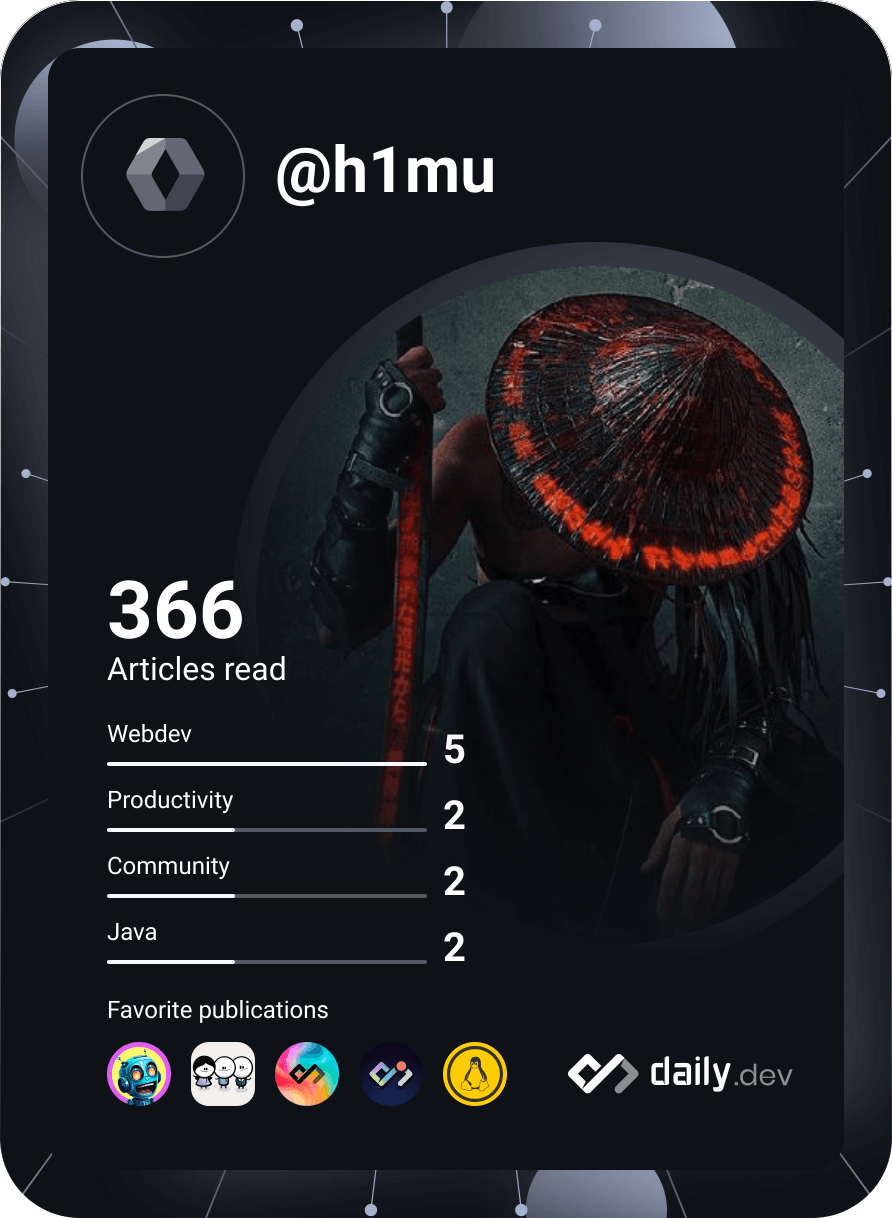 @h1mu
366
Articles read
Webdev
5
Productivity
2
Community
2
Java
2
Favorite publications
daily.dev